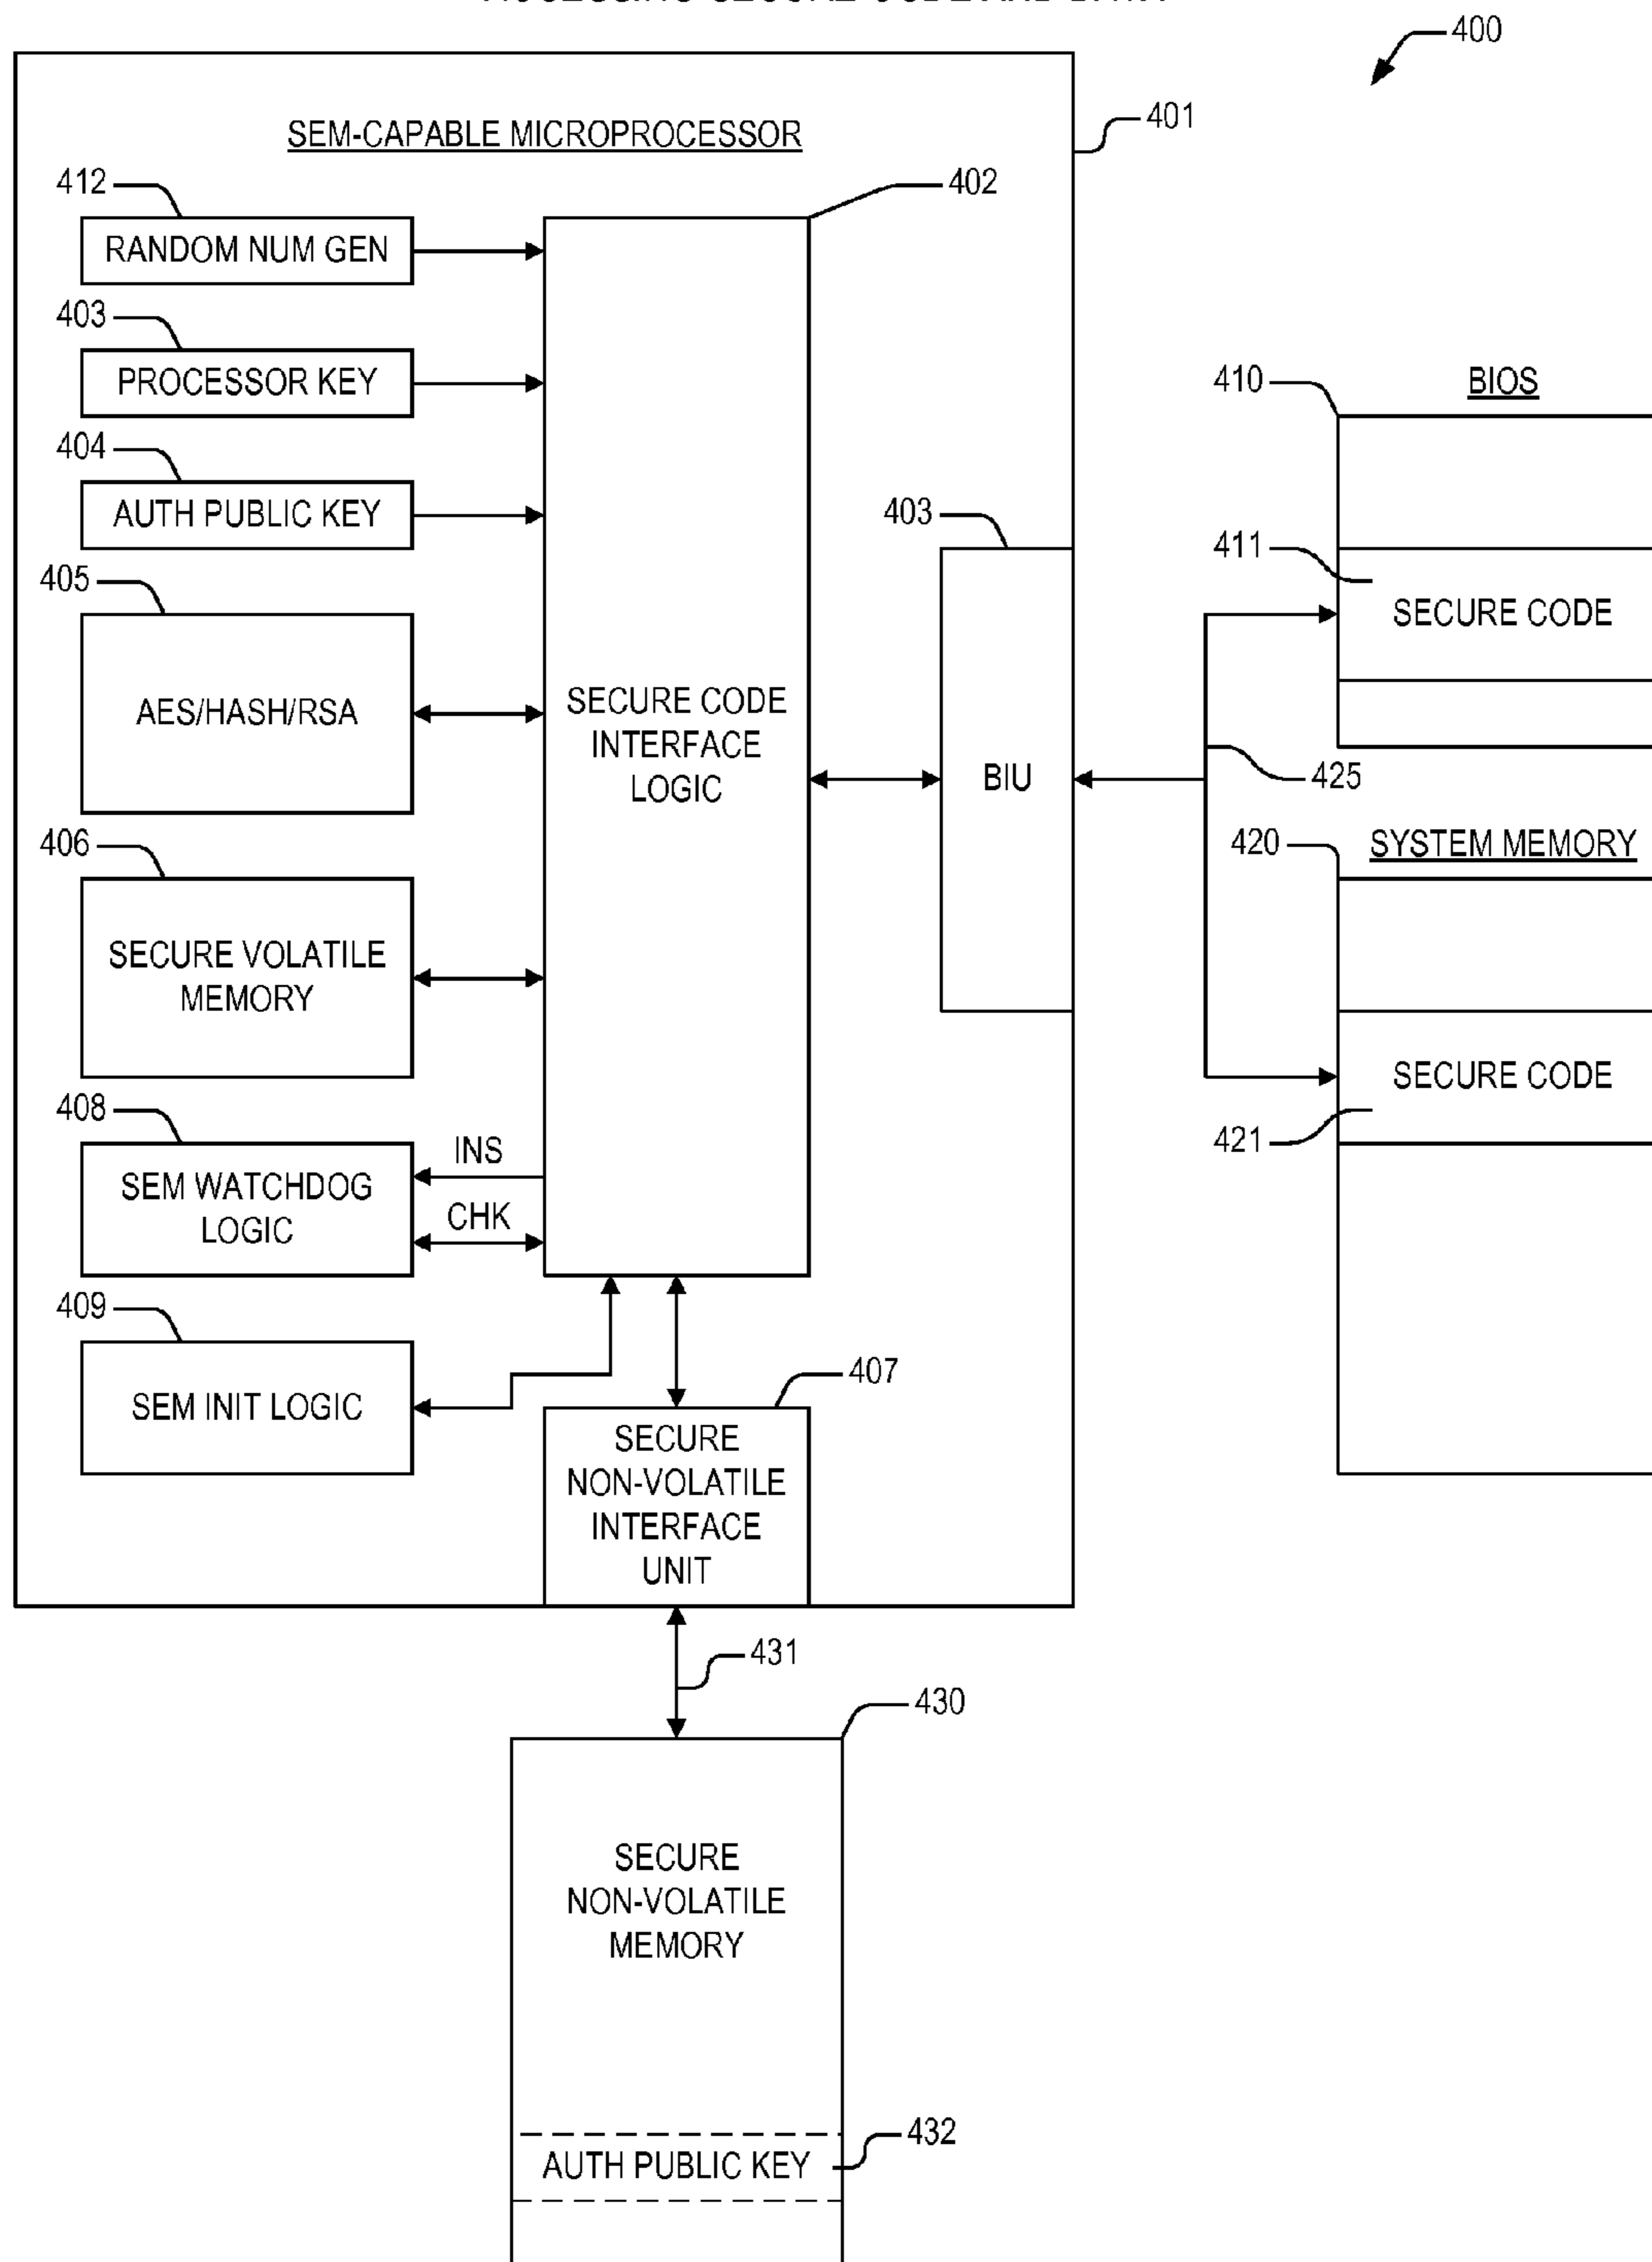 400
SEM-CAPABLE MICROPROCESSOR
401
412
402
RANDOM NUM GEN
403
PROCESSOR KEY
404
AUTH PUBLIC KEY
405
AES/HASH/RSA
SECURE CODE
INTERFACE
LOGIC
403
BIU
410
BIOS
411
SECURE CODE
425
420
SYSTEM MEMORY
SECURE CODE
421
406
SECURE VOLATILE
MEMORY
408
SEM WATCHDOG
LOGIC
INS
CHK
409
SEM INIT LOGIC
407
SECURE
NON-VOLATILE
INTERFACE
UNIT
431
430
SECURE
NON-VOLATILE
MEMORY
432
AUTH PUBLIC KEY